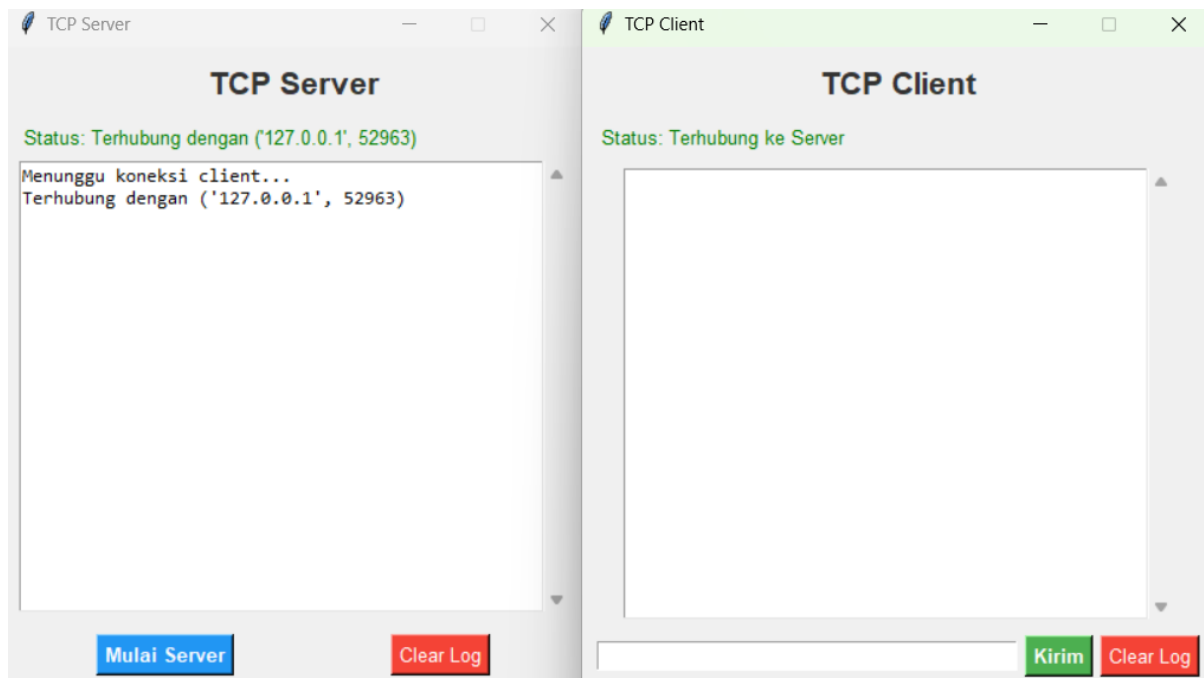 TCP Server
TCP Server
Status: Terhubung dengan ('127.0.0.1', 52963)
Menunggu koneksi client...
Terhubung dengan ('127.0.0.1', 52963)
Mulai Server
Clear Log
TCP Client
TCP Client
Status: Terhubung ke Server
Kirim
Clear Log